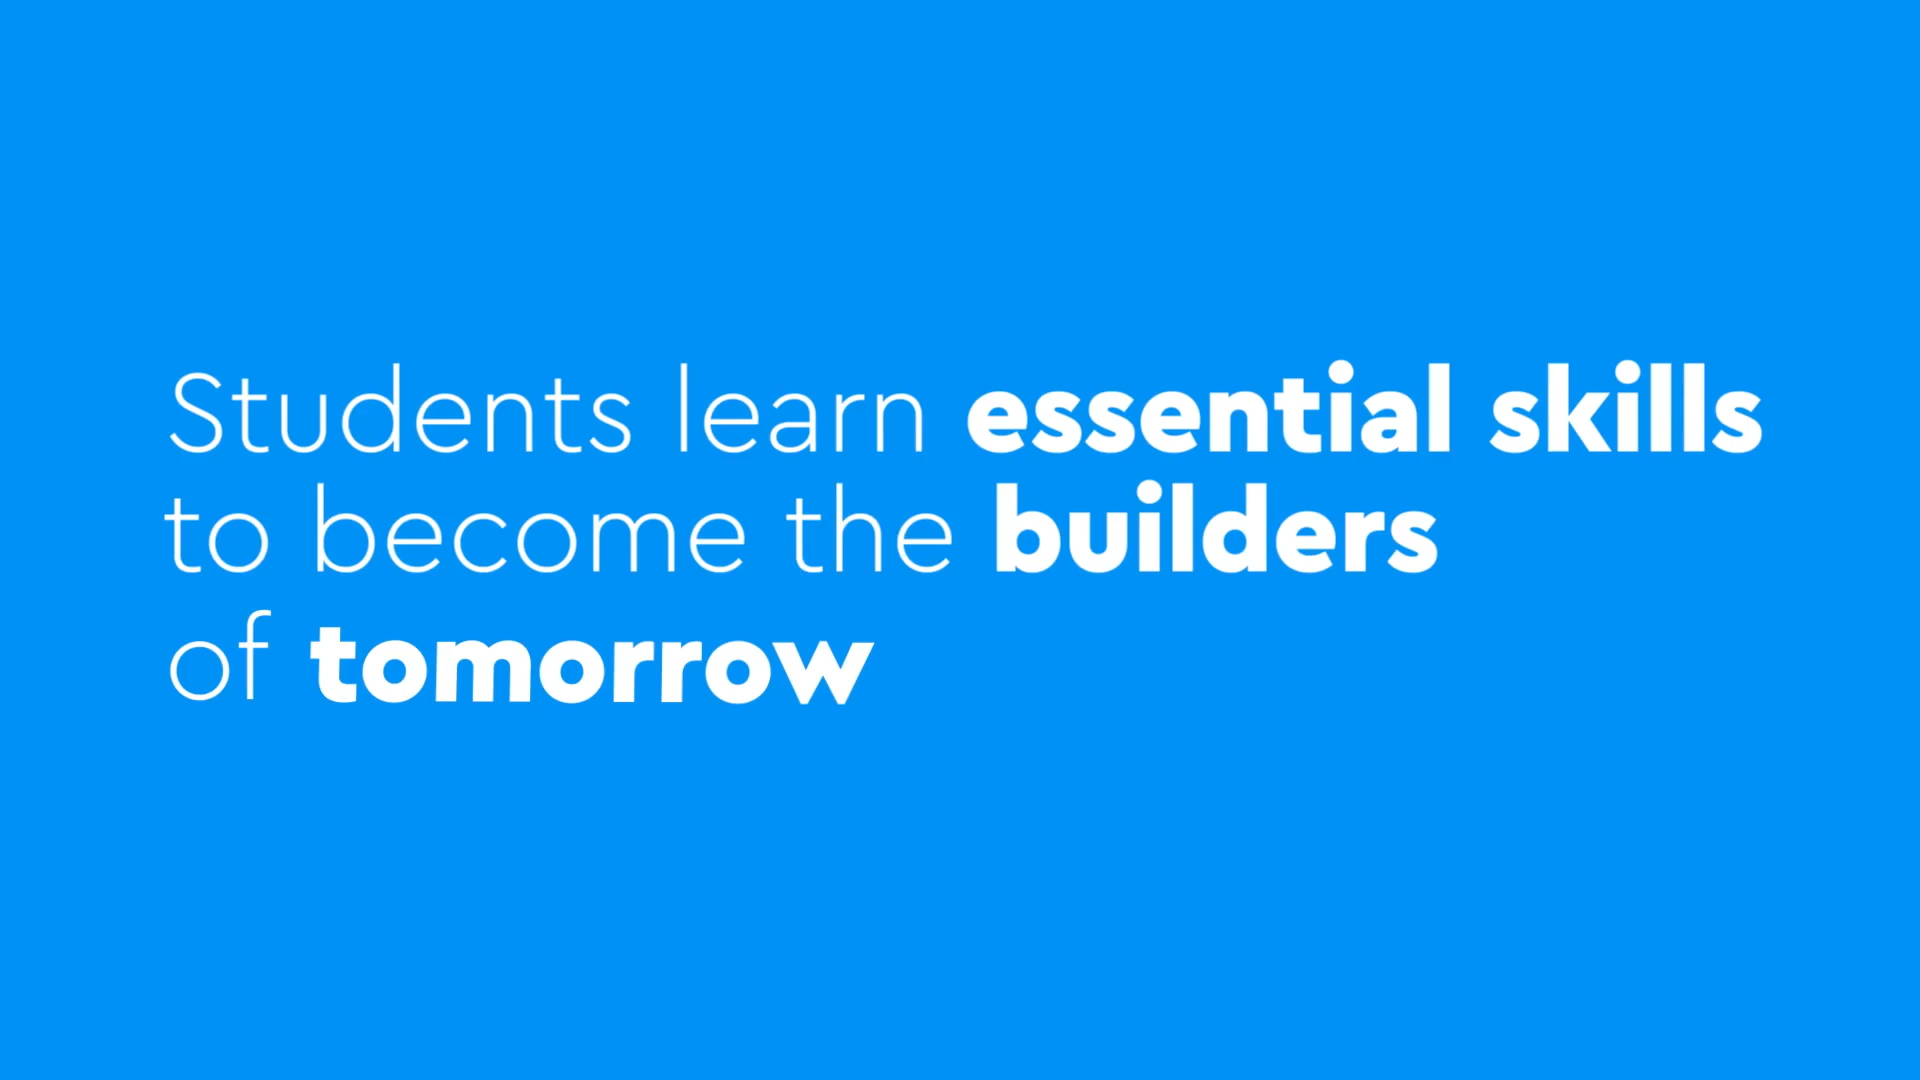 Students learn essential skills
to become the builders
of tomorrow